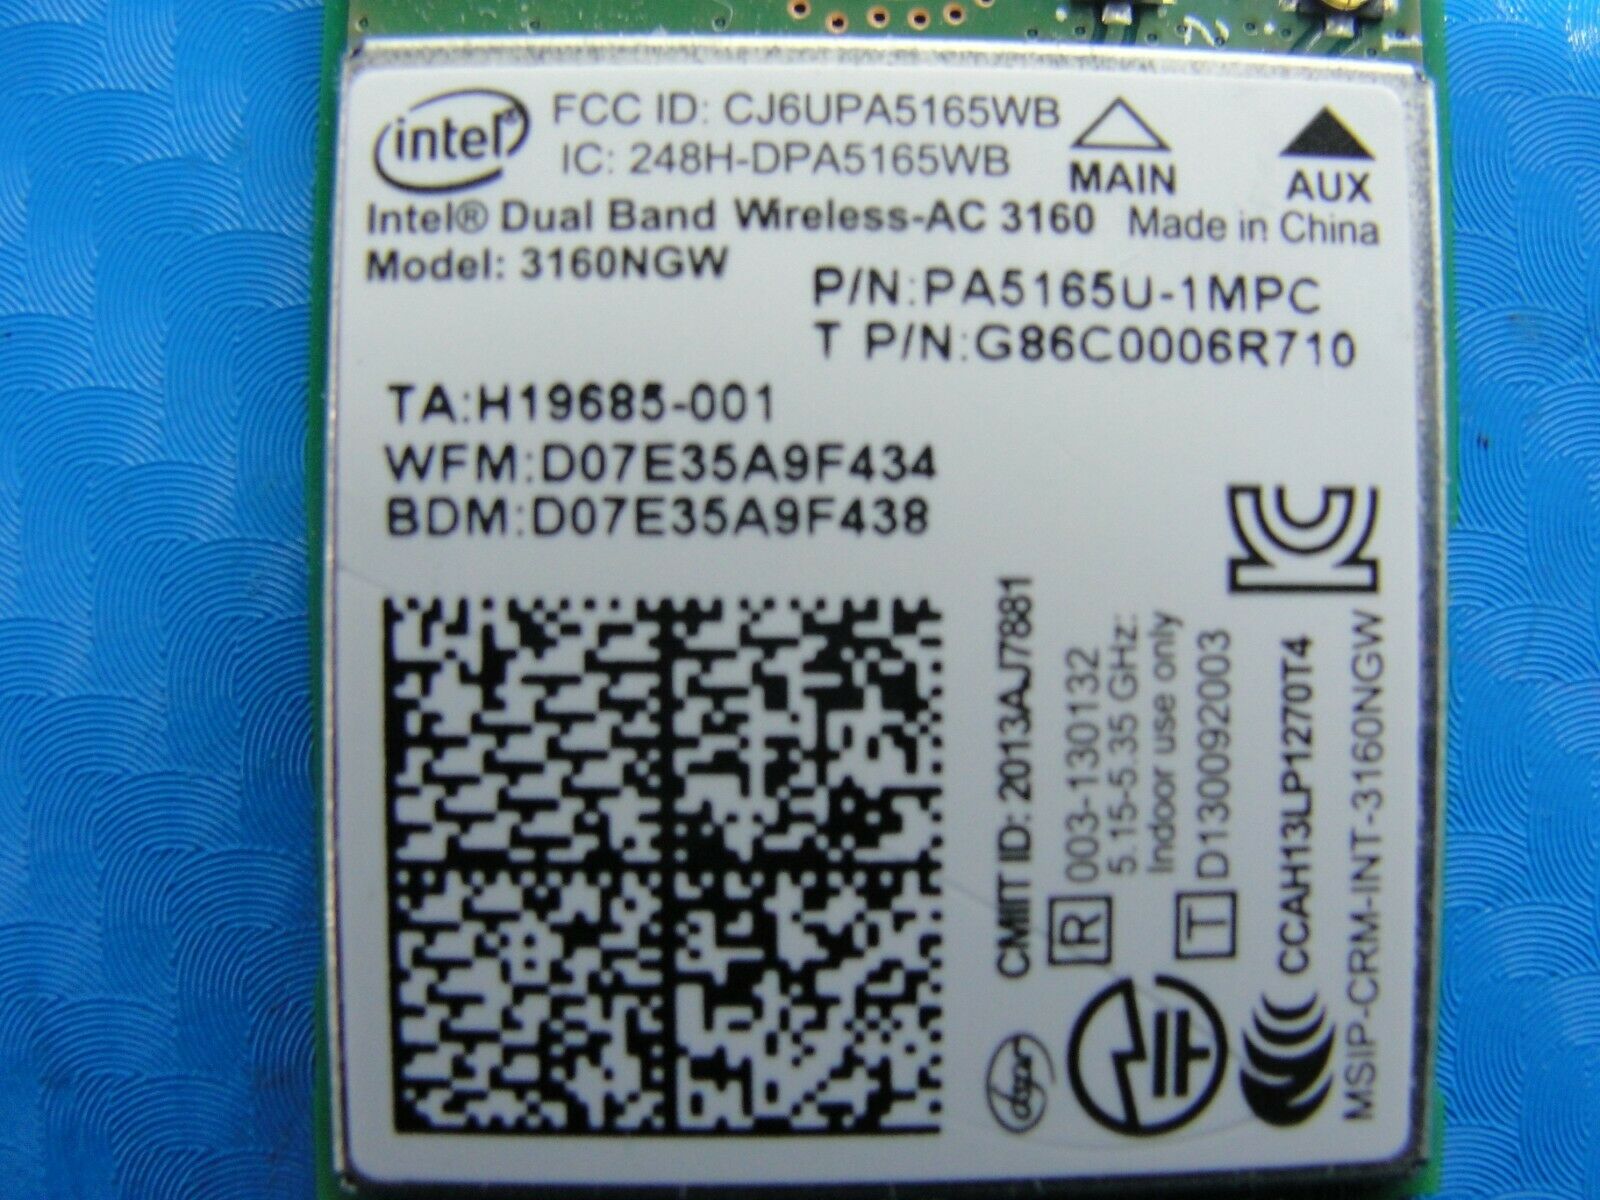 intel®
FCC ID: CJ6UPA5165WB
IC: 248H-DPA5165WB
MAIN
AUX
Intel® Dual Band Wireless-AC 3160 Made in China
Model: 3160NGW
P/N:PA5165U-1MPC
T P/N:G86C0006R710
TA:H19685-001
WFM:D07E35A9F434
BDM:D07E35A9F438
CMIIT ID: 2013AJ7881
R 003-130132
5.15-5.35 GHz:
Indoor use only
T D130092003
CCAH13LP1270T4
MSIP-CRM-INT-3160NGW